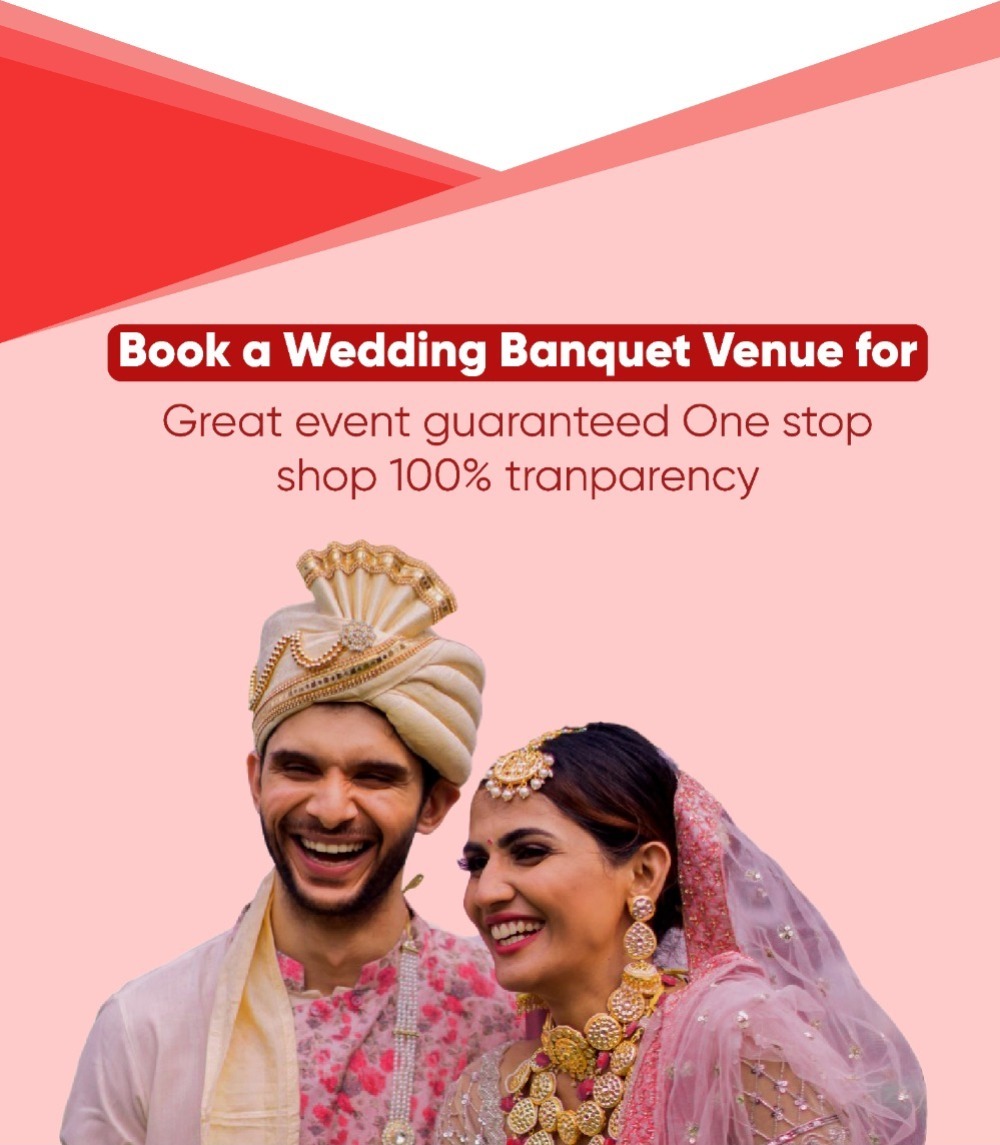 Book a Wedding Banquet Venue for
Great event guaranteed One stop
shop 100% tranparency